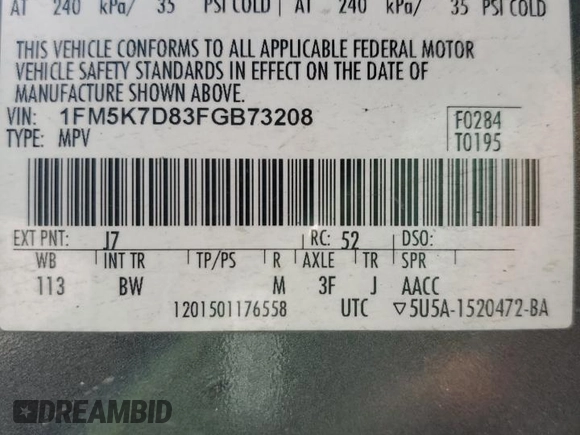 AT 240 kPa/ 35 PSI COLD AT 240 kPa/ 35 PSI COLD
THIS VEHICLE CONFORMS TO ALL APPLICABLE FEDERAL MOTOR
VEHICLE SAFETY STANDARDS IN EFFECT ON THE DATE OF
MANUFACTURE SHOWN ABOVE.
VIN: 1FM5K7D83FGB73208
F0284
TYPE: MPV
T0195
EXT PNT: J7 RC: 52 DSO:
WB INT TR TP/PS R AXLE TR SPR
113 BW M 3F J AACC
1201501176558 UTC ▽5U5A-1520472-BA
DREAMBID